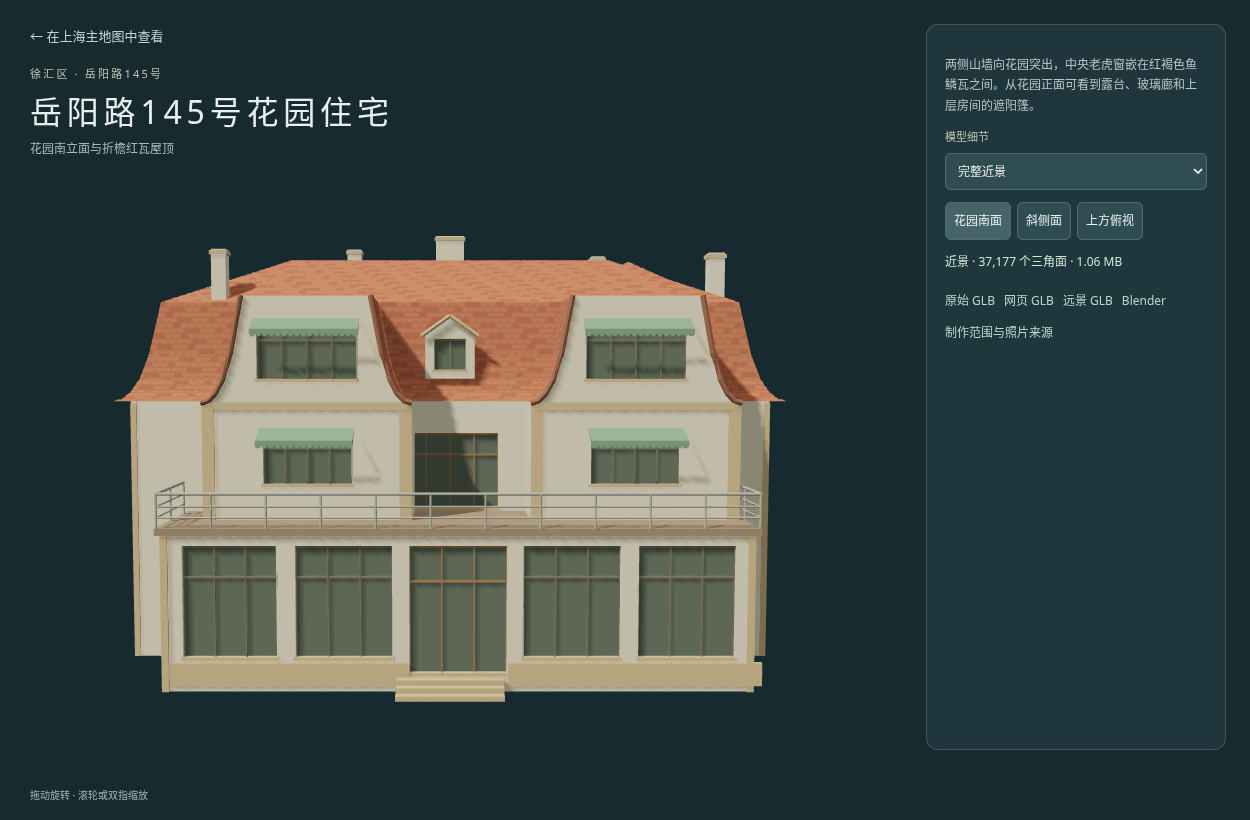 ← 在上海主地图中查看
徐汇区 · 岳阳路145号
岳阳路145号花园住宅
花园南立面与折檐红瓦屋顶
两侧山墙向花园突出，中央老虎窗嵌在红褐色鱼
鳞瓦之间。从花园正面可看到露台、玻璃廊和上
层房间的遮阳篷。
模型细节
完整近景
花园南面 斜侧面 上方俯视
近景 · 37,177 个三角面 · 1.06 MB
原始 GLB 网页 GLB 远景 GLB Blender
制作范围与照片来源
拖动旋转 · 滚轮或双指缩放